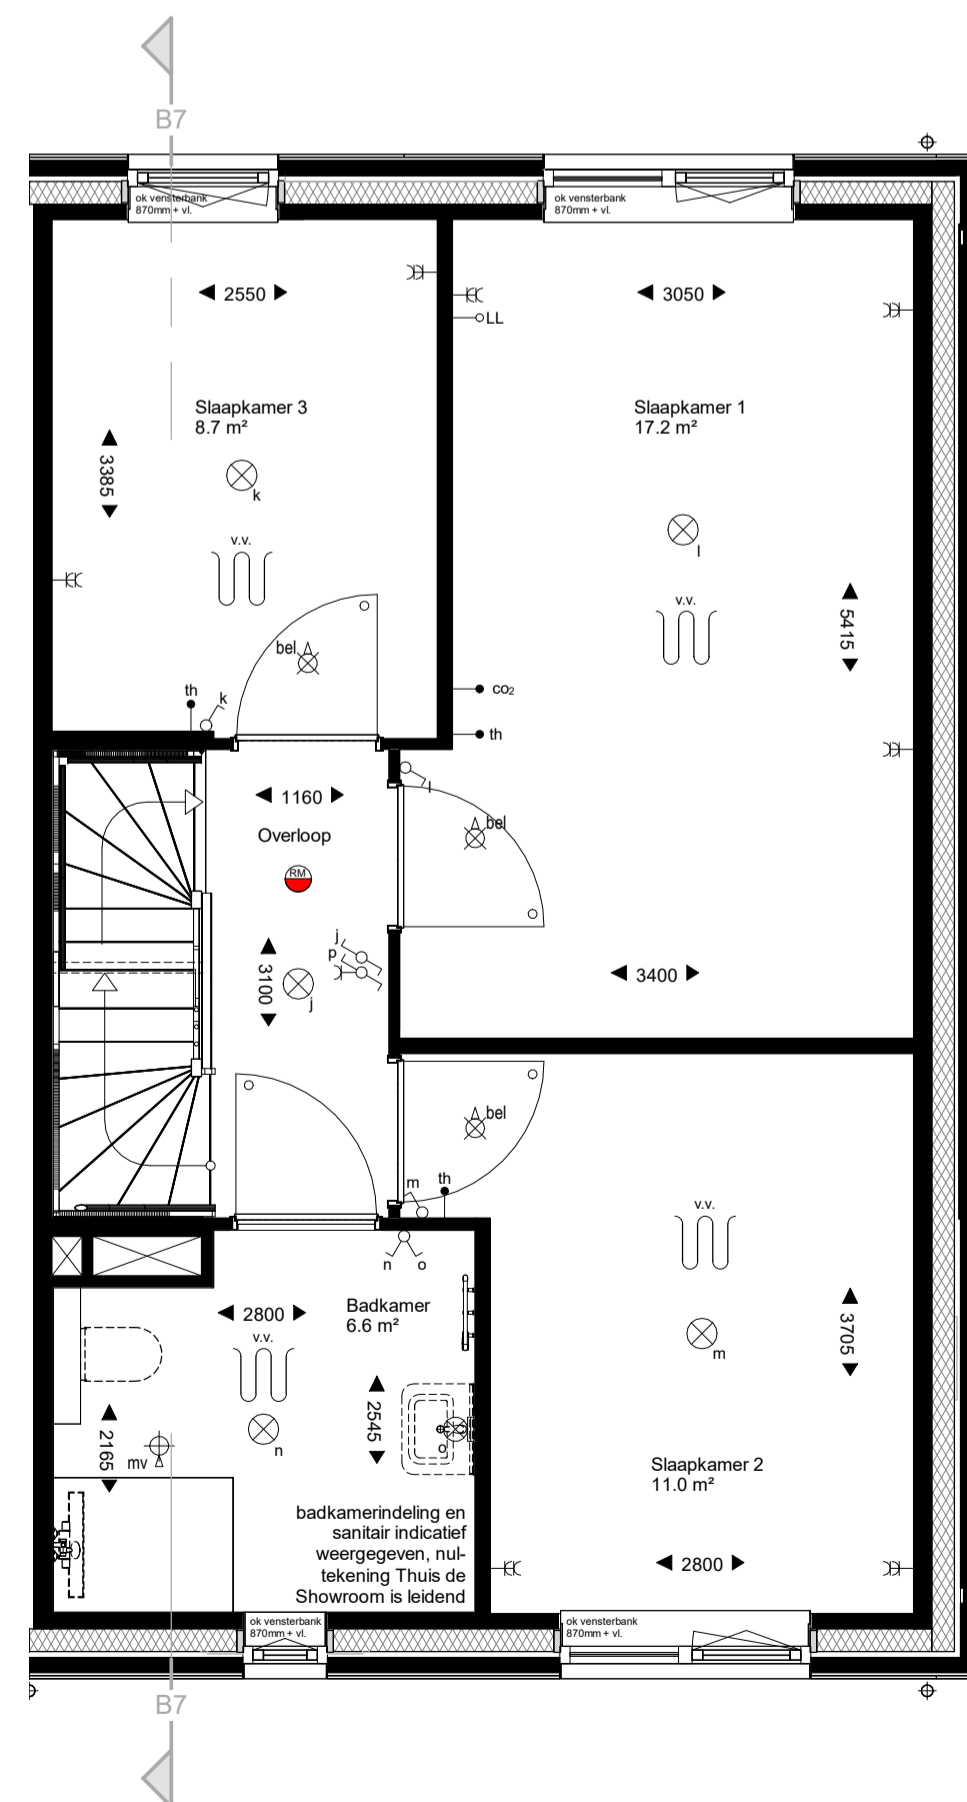 B7
ok vensterbank
870mm + vl.
ok vensterbank
870mm + vl.
2550
3050
LL
Slaapkamer 3
8.7 m²
Slaapkamer 1
17.2 m²
3385
k
l
v.v.
v.v.
5415
bel
th
k
co₂
th
l
1160
bel
Overloop
RM
j
p
3100
j
3400
bel
m
th
n o
v.v.
2800
v.v.
Badkamer
6.6 m²
m
3705
2545
2165
n
o
mv
Slaapkamer 2
11.0 m²
badkamerindeling en
sanitair indicatief
weergegeven, nul-
tekening Thuis de
Showroom is leidend
2800
ok vensterbank
870mm + vl.
ok vensterbank
870mm + vl.
B7